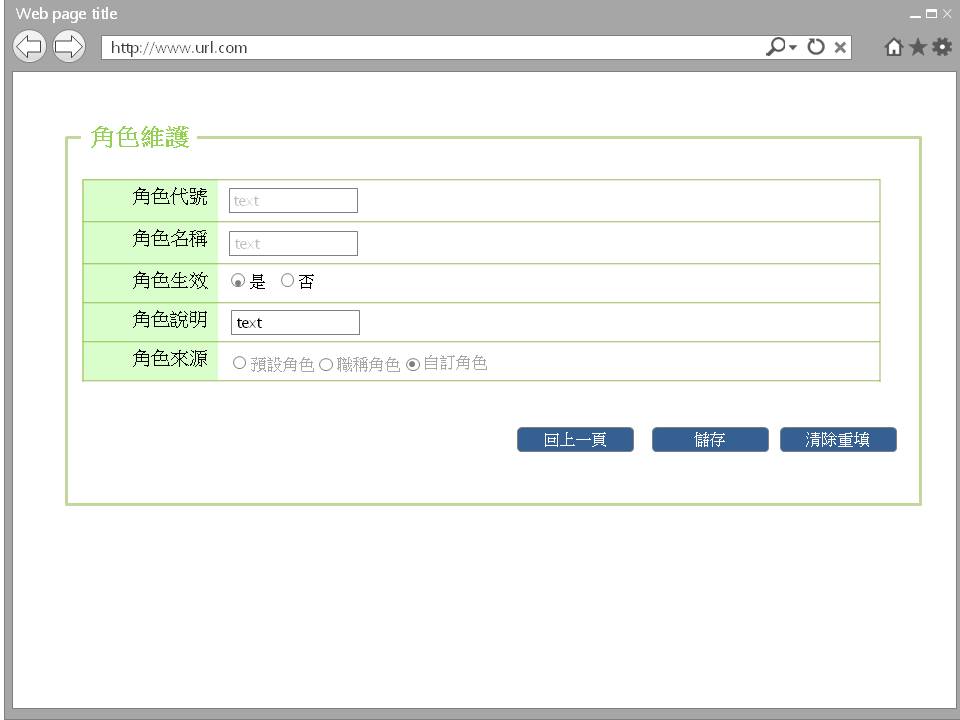 Web page title
http://www.url.com
角色維護
角色代號 text
角色名稱 text
角色生效 是 否
角色說明 text
角色來源 預設角色 職稱角色 自訂角色
回上一頁 儲存 清除重填